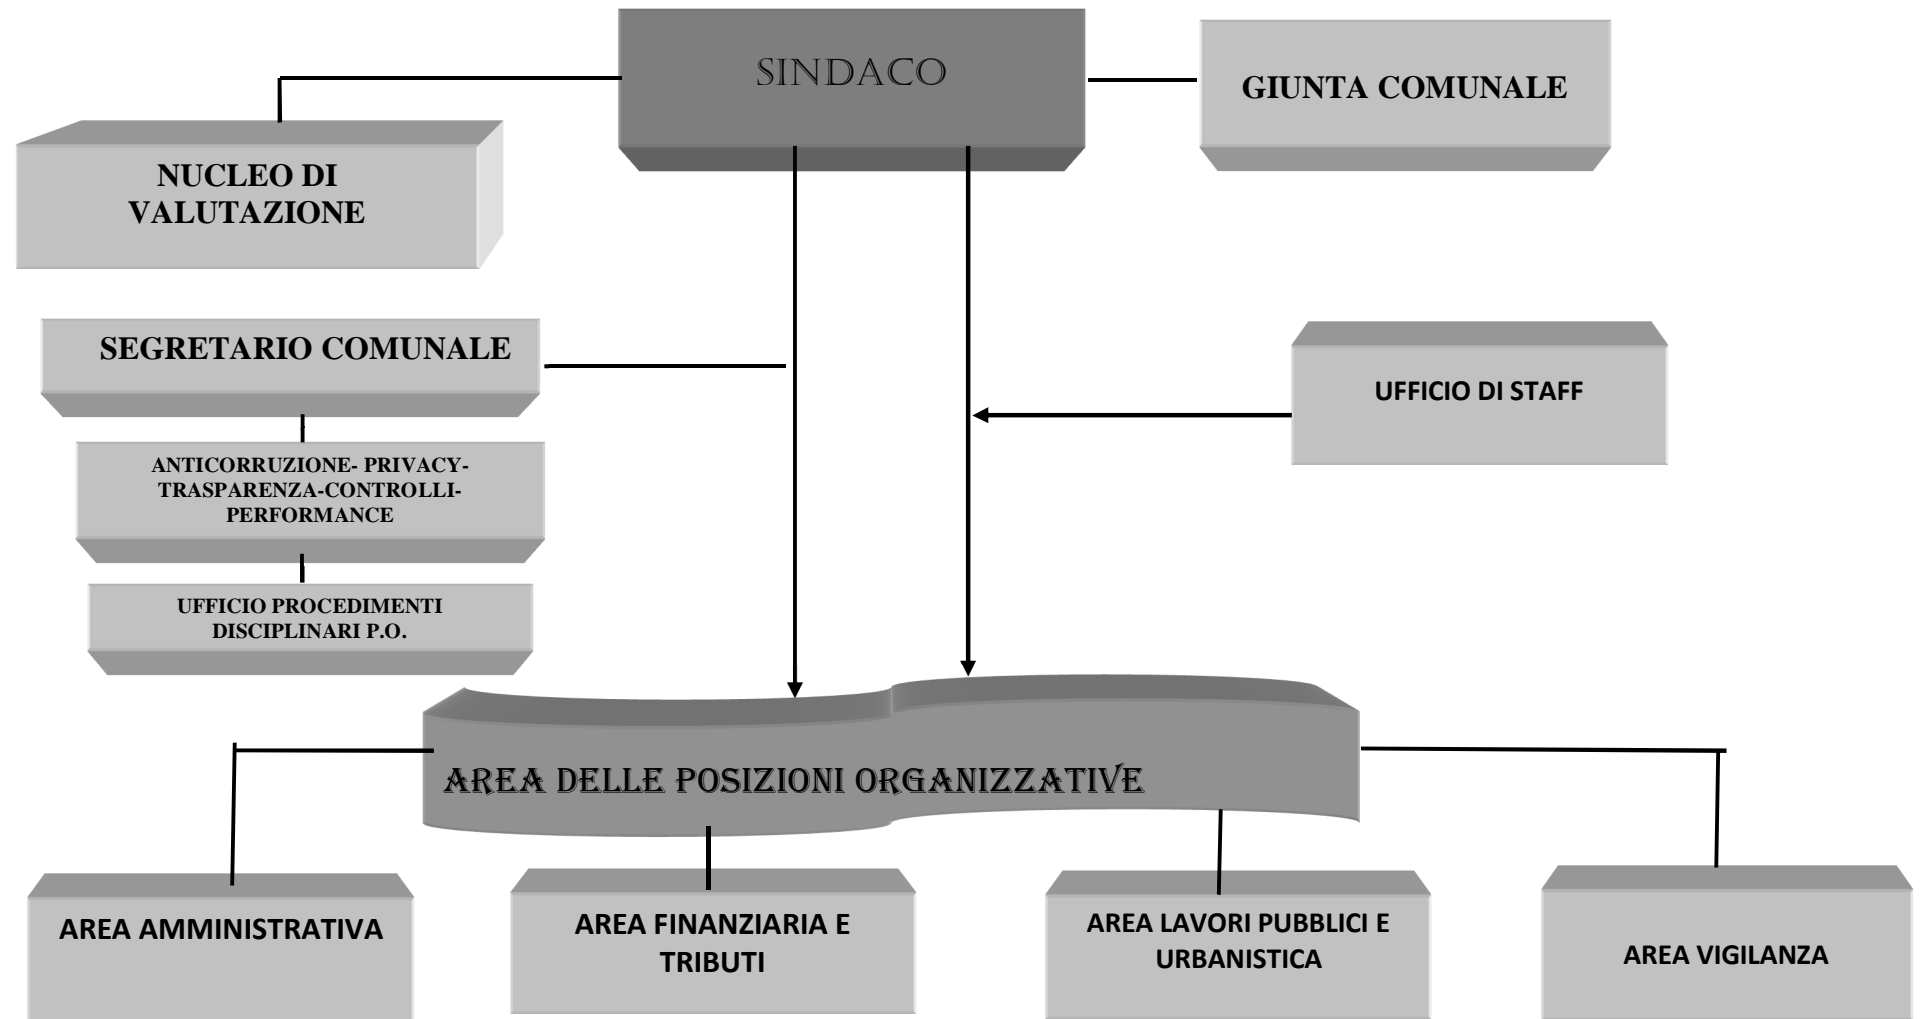 SINDACO
GIUNTA COMUNALE
NUCLEO DI
VALUTAZIONE
SEGRETARIO COMUNALE
UFFICIO DI STAFF
ANTICORRUZIONE- PRIVACY-
TRASPARENZA-CONTROLLI-
PERFORMANCE
UFFICIO PROCEDIMENTI
DISCIPLINARI P.O.
AREA DELLE POSIZIONI ORGANIZZATIVE
AREA AMMINISTRATIVA
AREA FINANZIARIA E
TRIBUTI
AREA LAVORI PUBBLICI E
URBANISTICA
AREA VIGILANZA